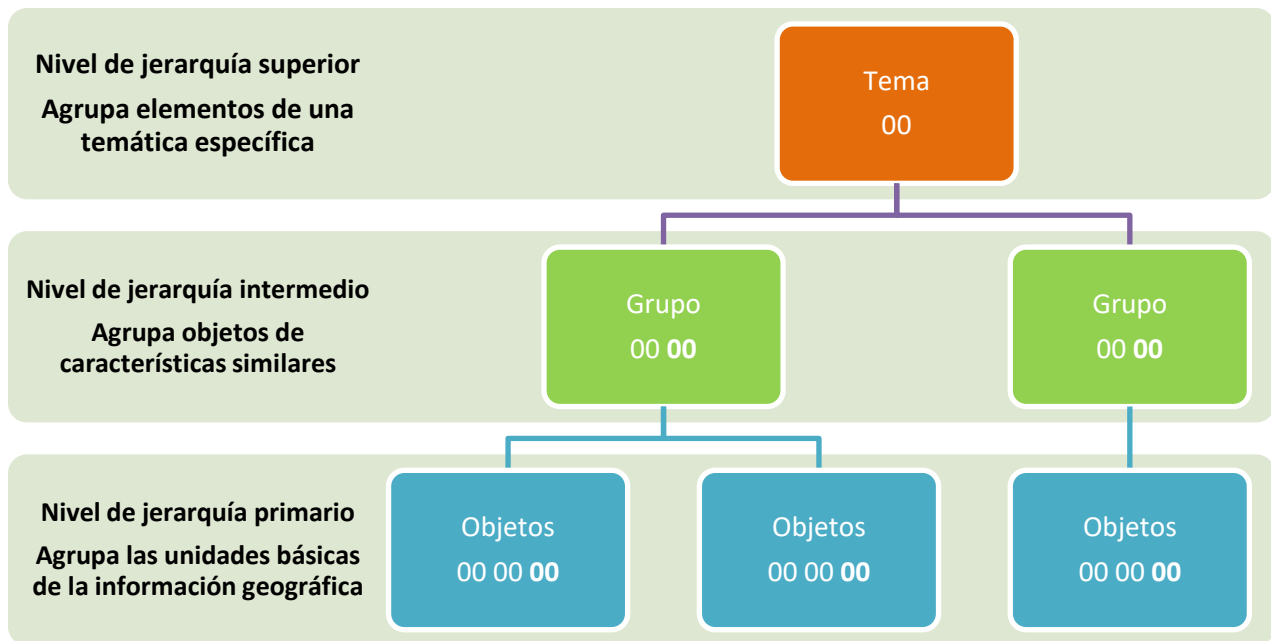 Nivel de jerarquía superior
Agrupa elementos de una
temática específica
Tema
00
Nivel de jerarquía intermedio
Agrupa objetos de
características similares
Grupo
00 00
Grupo
00 00
Nivel de jerarquía primario
Agrupa las unidades básicas
de la información geográfica
Objetos
00 00 00
Objetos
00 00 00
Objetos
00 00 00